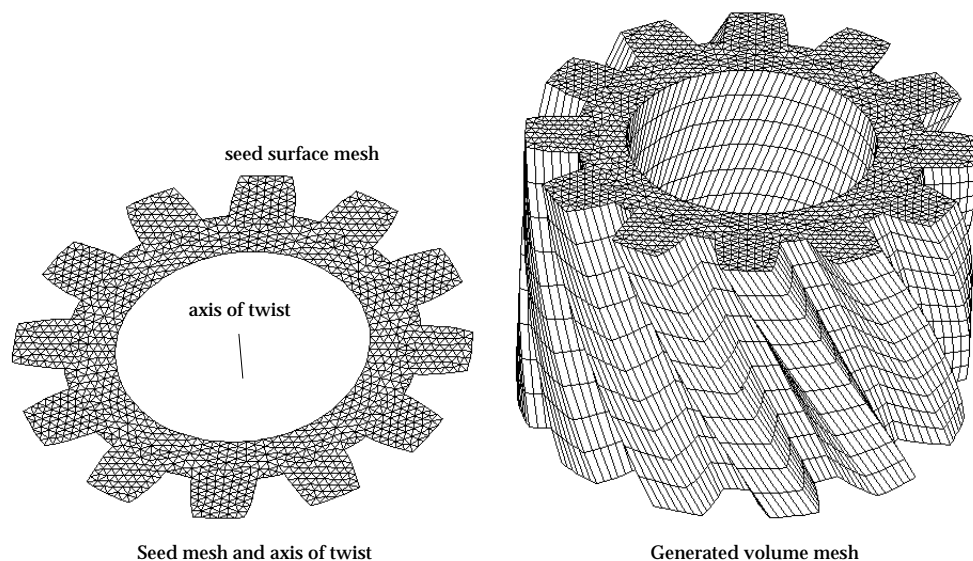 seed surface mesh
axis of twist
Seed mesh and axis of twist
Generated volume mesh